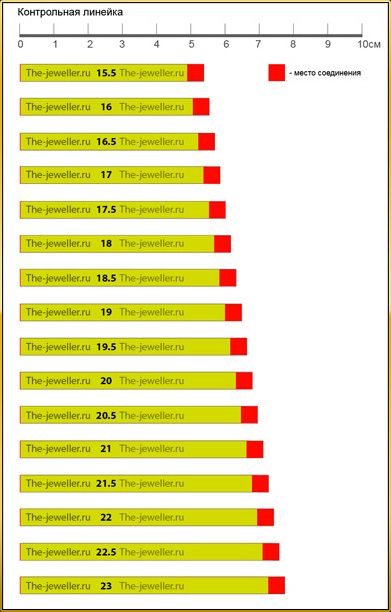 Контрольная линейка
0 1 2 3 4 5 6 7 8 9 10см
The-jeweller.ru 15.5 The-jeweller.ru
- место соединения
The-jeweller.ru 16 The-jeweller.ru
The-jeweller.ru 16.5 The-jeweller.ru
The-jeweller.ru 17 The-jeweller.ru
The-jeweller.ru 17.5 The-jeweller.ru
The-jeweller.ru 18 The-jeweller.ru
The-jeweller.ru 18.5 The-jeweller.ru
The-jeweller.ru 19 The-jeweller.ru
The-jeweller.ru 19.5 The-jeweller.ru
The-jeweller.ru 20 The-jeweller.ru
The-jeweller.ru 20.5 The-jeweller.ru
The-jeweller.ru 21 The-jeweller.ru
The-jeweller.ru 21.5 The-jeweller.ru
The-jeweller.ru 22 The-jeweller.ru
The-jeweller.ru 22.5 The-jeweller.ru
The-jeweller.ru 23 The-jeweller.ru